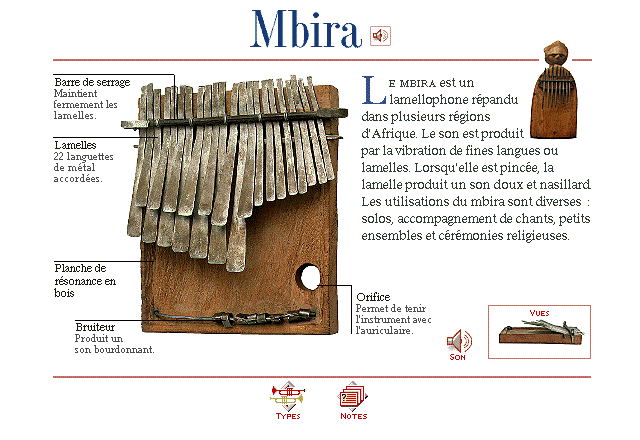 Mbira
Barre de serrage
Maintient
fermement les
lamelles.
Lamelles
22 languettes
de métal
accordées.
Planche de
résonance en
bois
Bruiteur
Produit un
son bourdonnant.
LE MBIRA est un
lamellophone répandu
dans plusieurs régions
d'Afrique. Le son est produit
par la vibration de fines langues ou
lamelles. Lorsqu'elle est pincée, la
lamelle produit un son doux et nasillard
Les utilisations du mbira sont diverses :
solos, accompagnement de chants, petits
ensembles et cérémonies religieuses.
Orifice
Permet de tenir
l'instrument avec
l'auriculaire.
SON
VUES
TYPES
NOTES